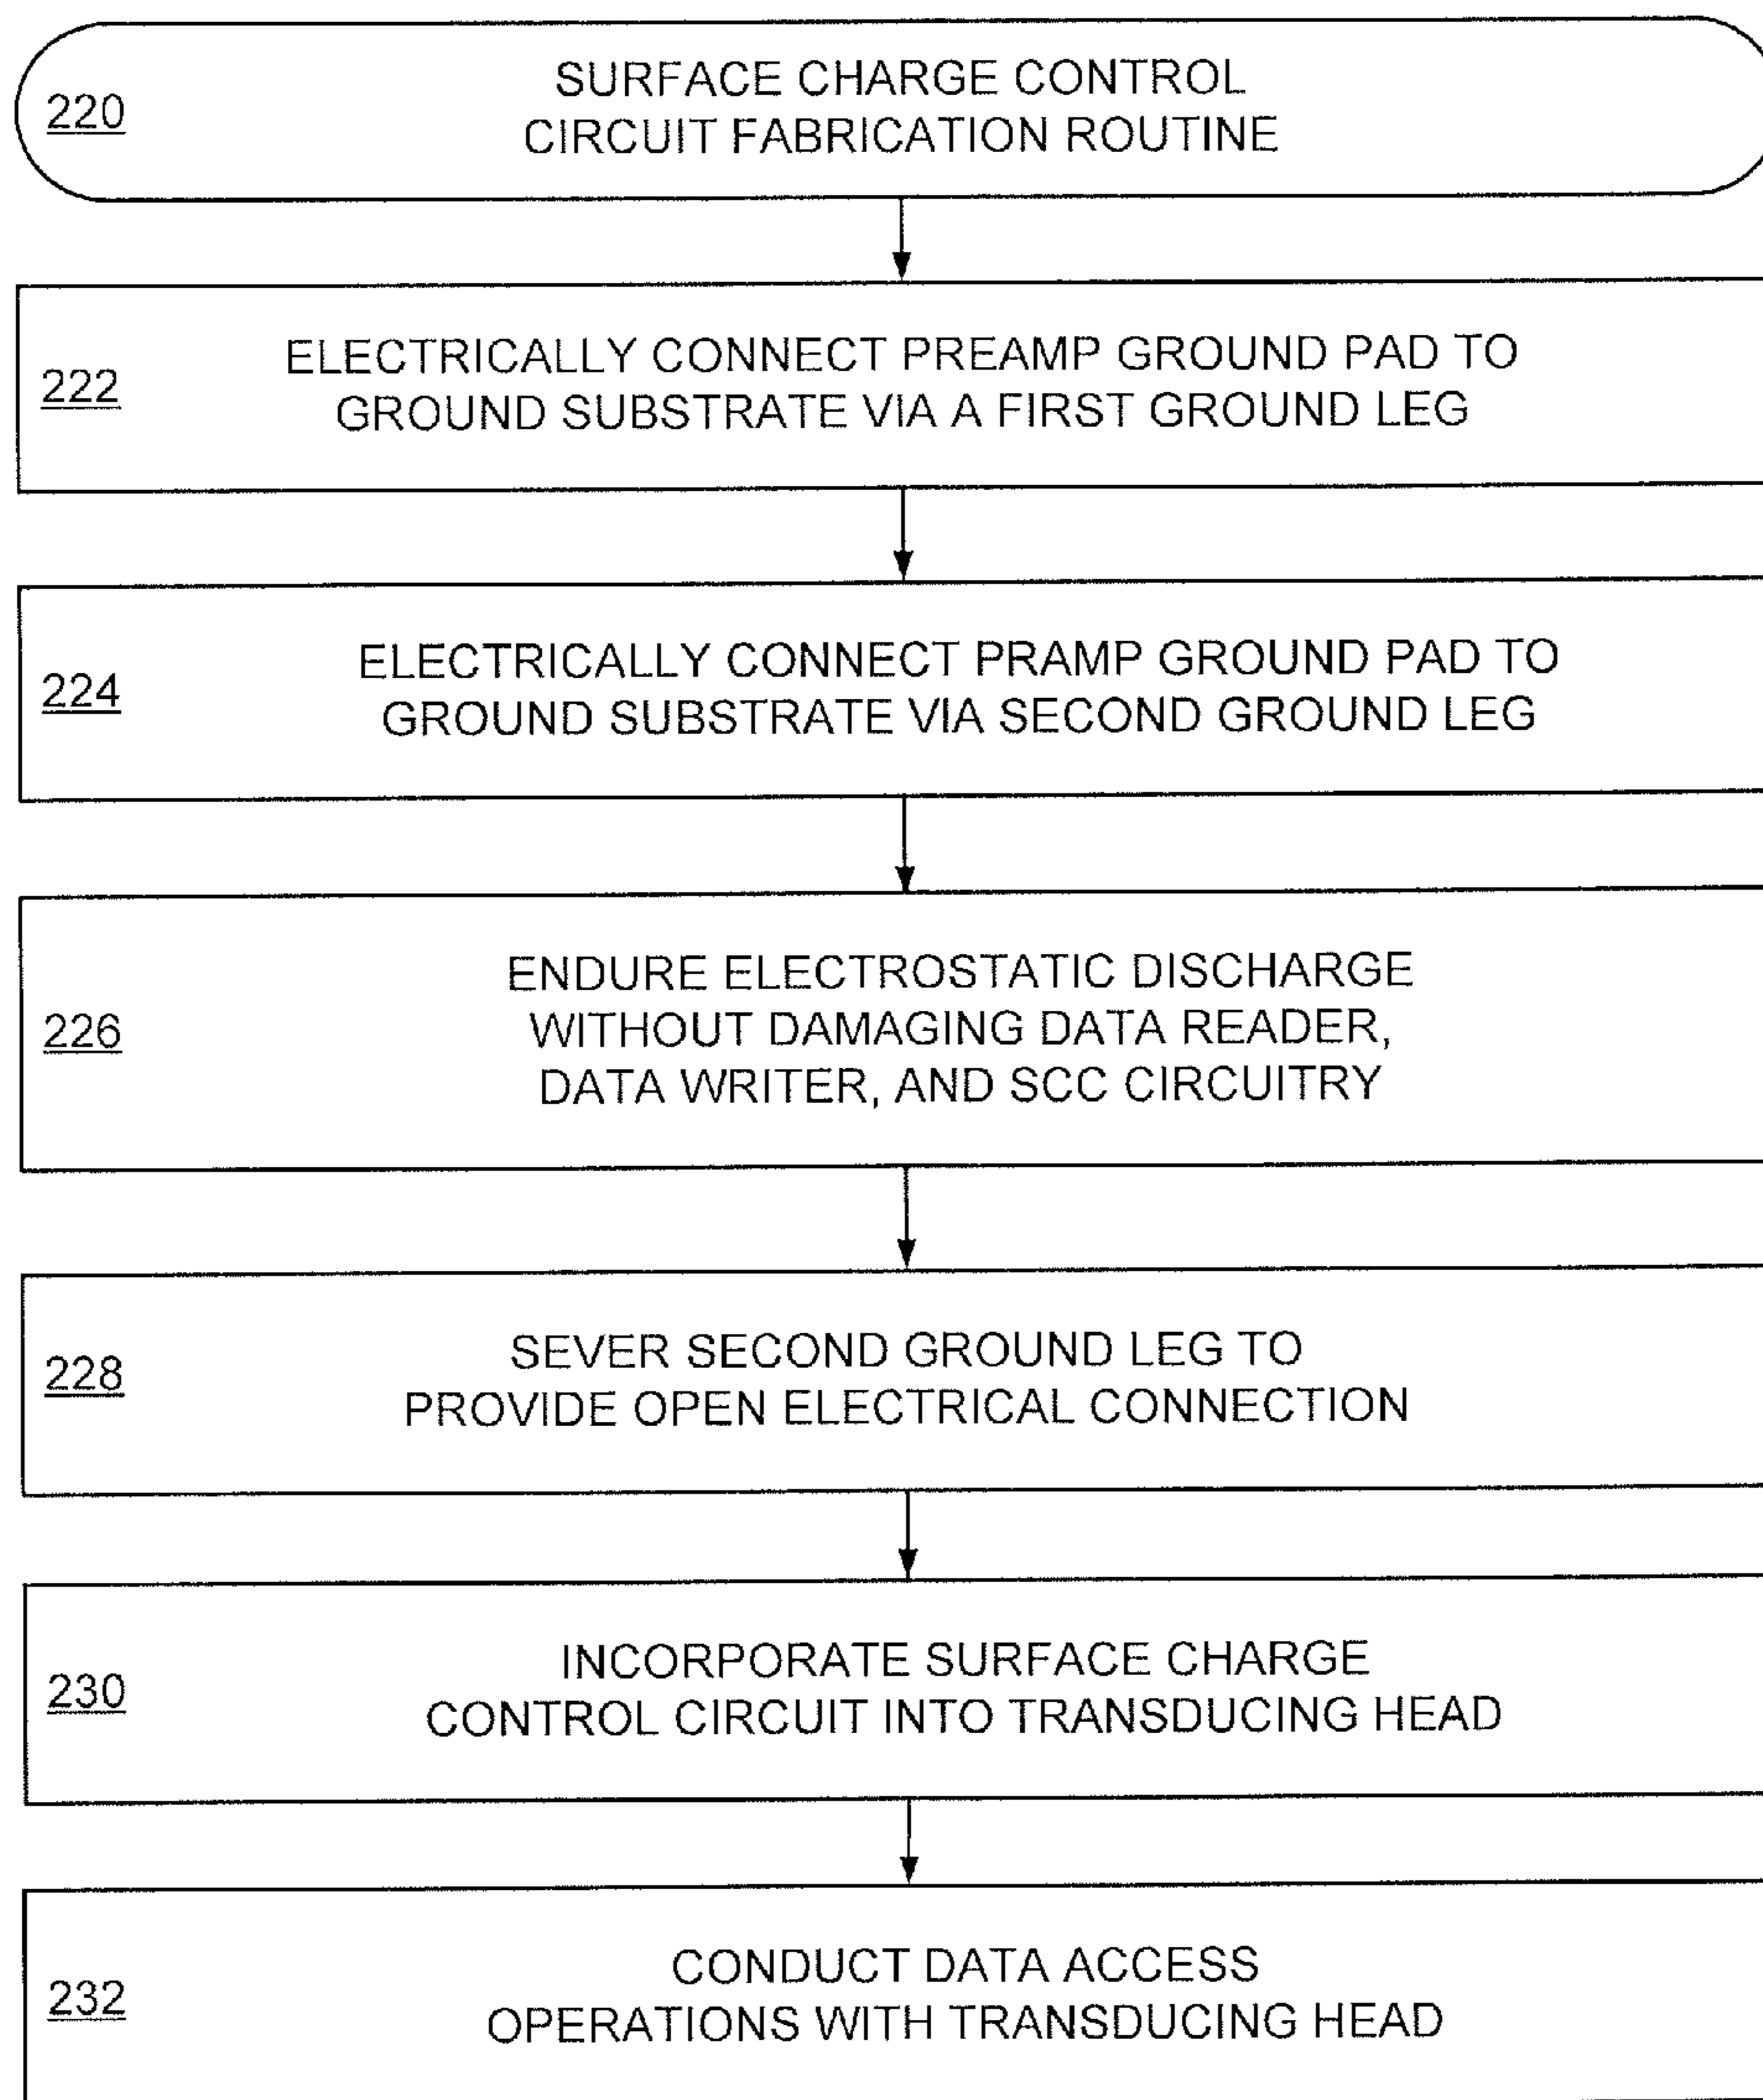 220
SURFACE CHARGE CONTROL
CIRCUIT FABRICATION ROUTINE
222
ELECTRICALLY CONNECT PREAMP GROUND PAD TO
GROUND SUBSTRATE VIA A FIRST GROUND LEG
224
ELECTRICALLY CONNECT PRAMP GROUND PAD TO
GROUND SUBSTRATE VIA SECOND GROUND LEG
226
ENDURE ELECTROSTATIC DISCHARGE
WITHOUT DAMAGING DATA READER,
DATA WRITER, AND SCC CIRCUITRY
228
SEVER SECOND GROUND LEG TO
PROVIDE OPEN ELECTRICAL CONNECTION
230
INCORPORATE SURFACE CHARGE
CONTROL CIRCUIT INTO TRANSDUCING HEAD
232
CONDUCT DATA ACCESS
OPERATIONS WITH TRANSDUCING HEAD